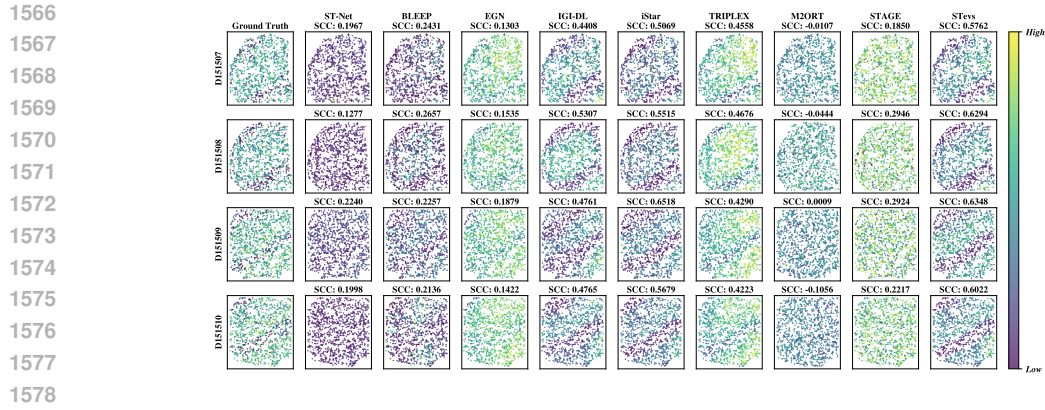 1566
ST-Net BLEEP EGN IGI-DL iStar TRIPLEX M2ORT STAGE STevs
Ground Truth SCC: 0.1967 SCC: 0.2431 SCC: 0.1303 SCC: 0.4408 SCC: 0.5069 SCC: 0.4558 SCC: -0.0107 SCC: 0.1850 SCC: 0.5762
High
1567
D151507
1568
1569
SCC: 0.1277 SCC: 0.2657 SCC: 0.1535 SCC: 0.5307 SCC: 0.5515 SCC: 0.4676 SCC: -0.0444 SCC: 0.2946 SCC: 0.6294
1570
D151508
1571
1572
SCC: 0.2240 SCC: 0.2257 SCC: 0.1879 SCC: 0.4761 SCC: 0.6518 SCC: 0.4290 SCC: 0.0009 SCC: 0.2924 SCC: 0.6348
1573
D151509
1574
1575
SCC: 0.1998 SCC: 0.2136 SCC: 0.1422 SCC: 0.4765 SCC: 0.5679 SCC: 0.4223 SCC: -0.1056 SCC: 0.2217 SCC: 0.6022
1576
D151510
1577
Low
1578